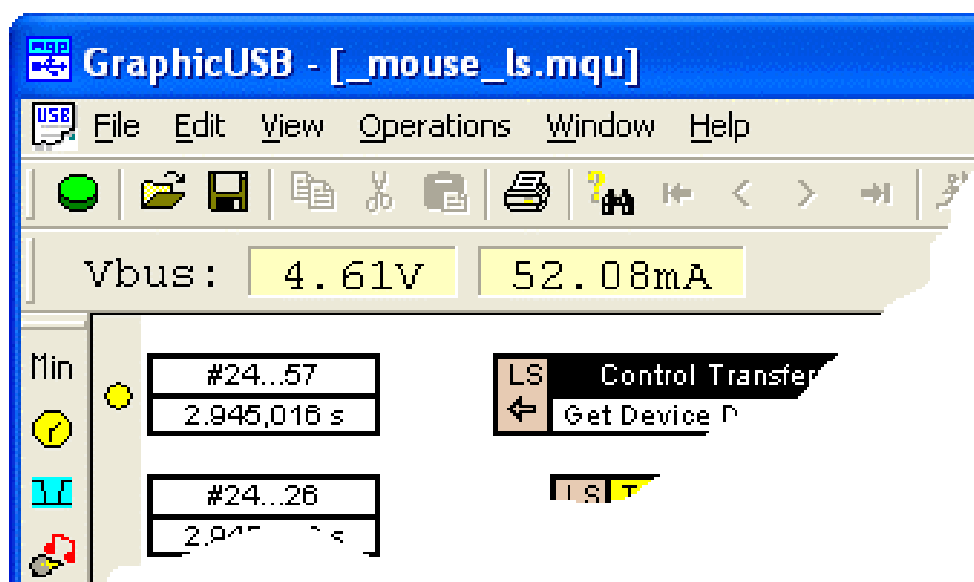 GraphicUSB - [_mouse_ls.mqu]
USB File Edit View Operations Window Help
Vbus: 4.61V 52.08mA
Min
#24...57 LS Control Transfer
2.945,016 s Get Device
#24...26 LS